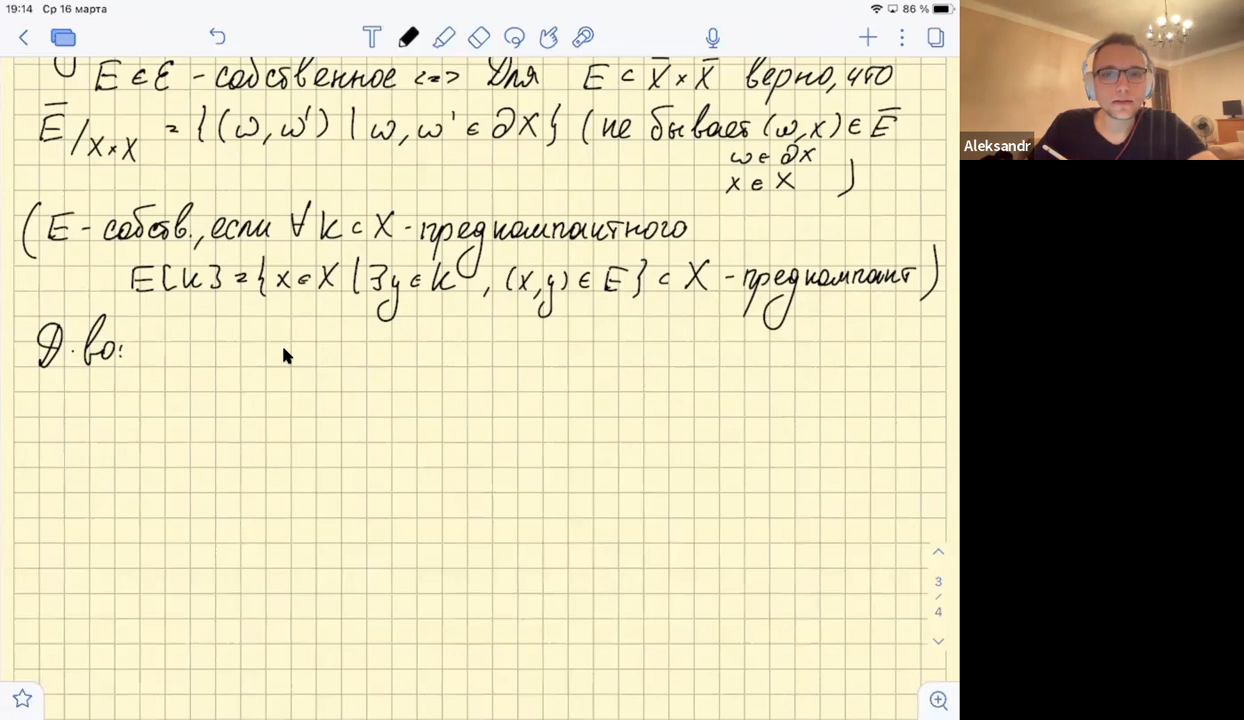 19:14 Ср 16 марта
86 %
E ∈ ℰ - собственное <=> Для E ⊂ X̄ × X̄ верно, что
Ē / X×X = {(ω, ω') | ω, ω' ∈ ∂X} (не бывает (ω, x) ∈ Ē
ω ∈ ∂X
x ∈ X )
(E - собств., если ∀ K ⊂ X - предкомпактного
E[K] = {x ∈ X | ∃y ∈ K, (x, y) ∈ E} ⊂ X - предкомпакт)
Д-во:
Aleksandr
3
/
4